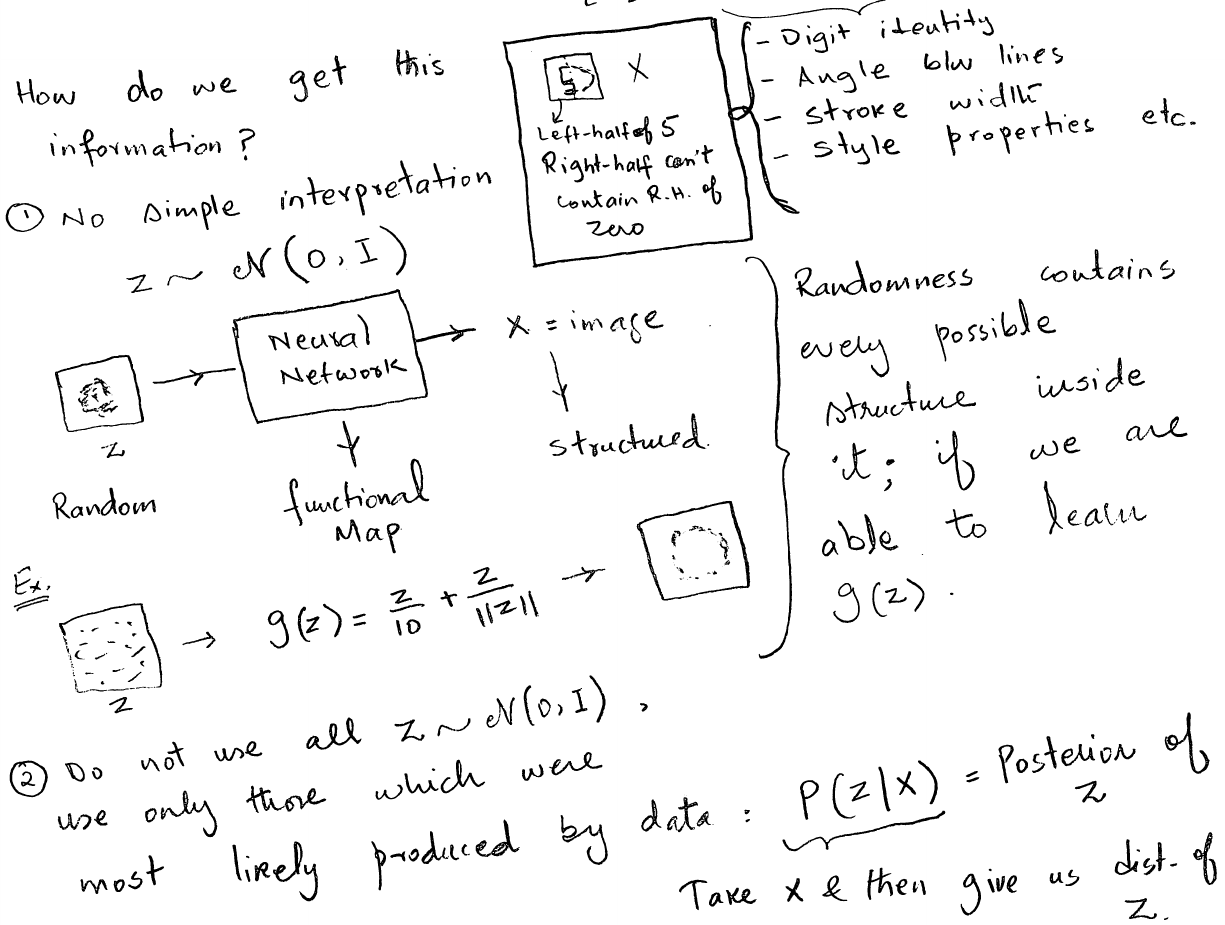 How do we get this
information?
X
Left-half of 5
Right-half can't
contain R.H. of
Zero
- Digit identity
- Angle b/w lines
- stroke width
- style properties etc.
① No simple interpretation
z ~ N(0, I)
Neural
Network
x = image
z
Random
functional
Map
structured.
Randomness contains
every possible
structure inside
it; if we are
able to learn
g(z).
Ex.
z
g(z) = z/10 + z/||z||
② Do not use all z ~ N(0, I),
use only those which were
most likely produced by data : P(z|x) = Posterior of
z
Take x & then give us dist. of
z.